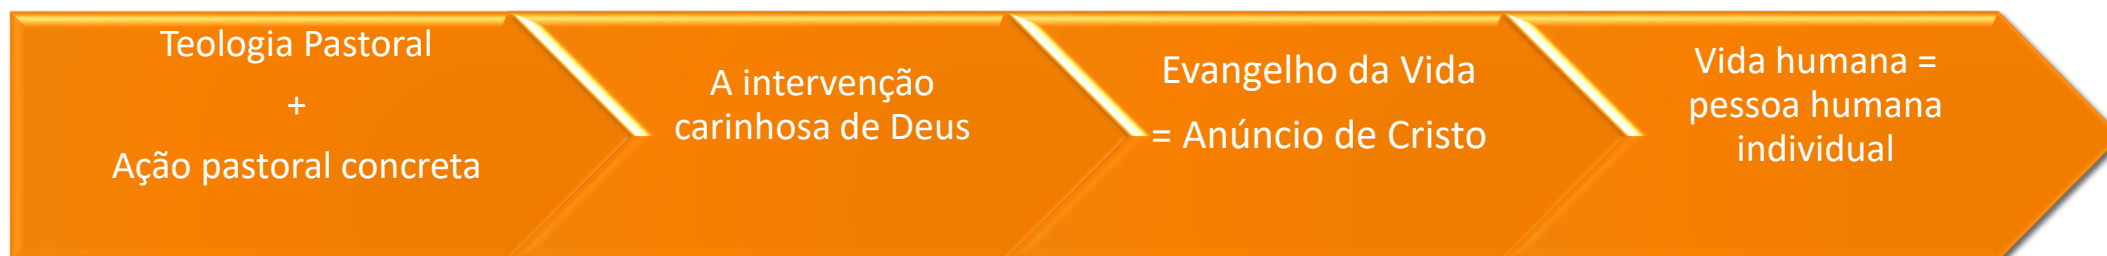 Teologia Pastoral
+
Ação pastoral concreta
A intervenção
carinhosa de Deus
Evangelho da Vida
= Anúncio de Cristo
Vida humana =
pessoa humana
individual